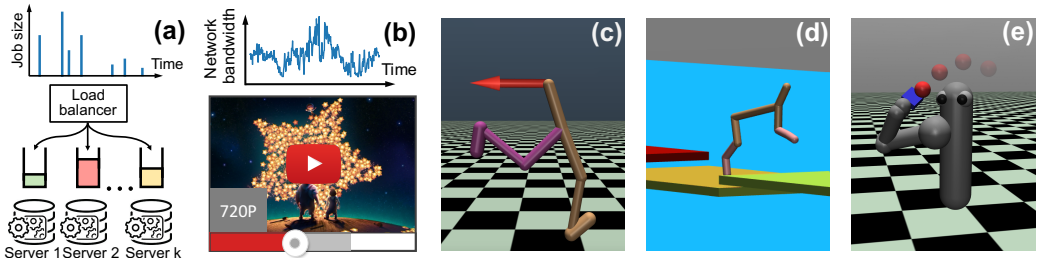 Job size
(a)
Time
Load
balancer
Server 1 Server 2 Server k
Network
bandwidth
(b)
Time
720P
(c)
(d)
(e)